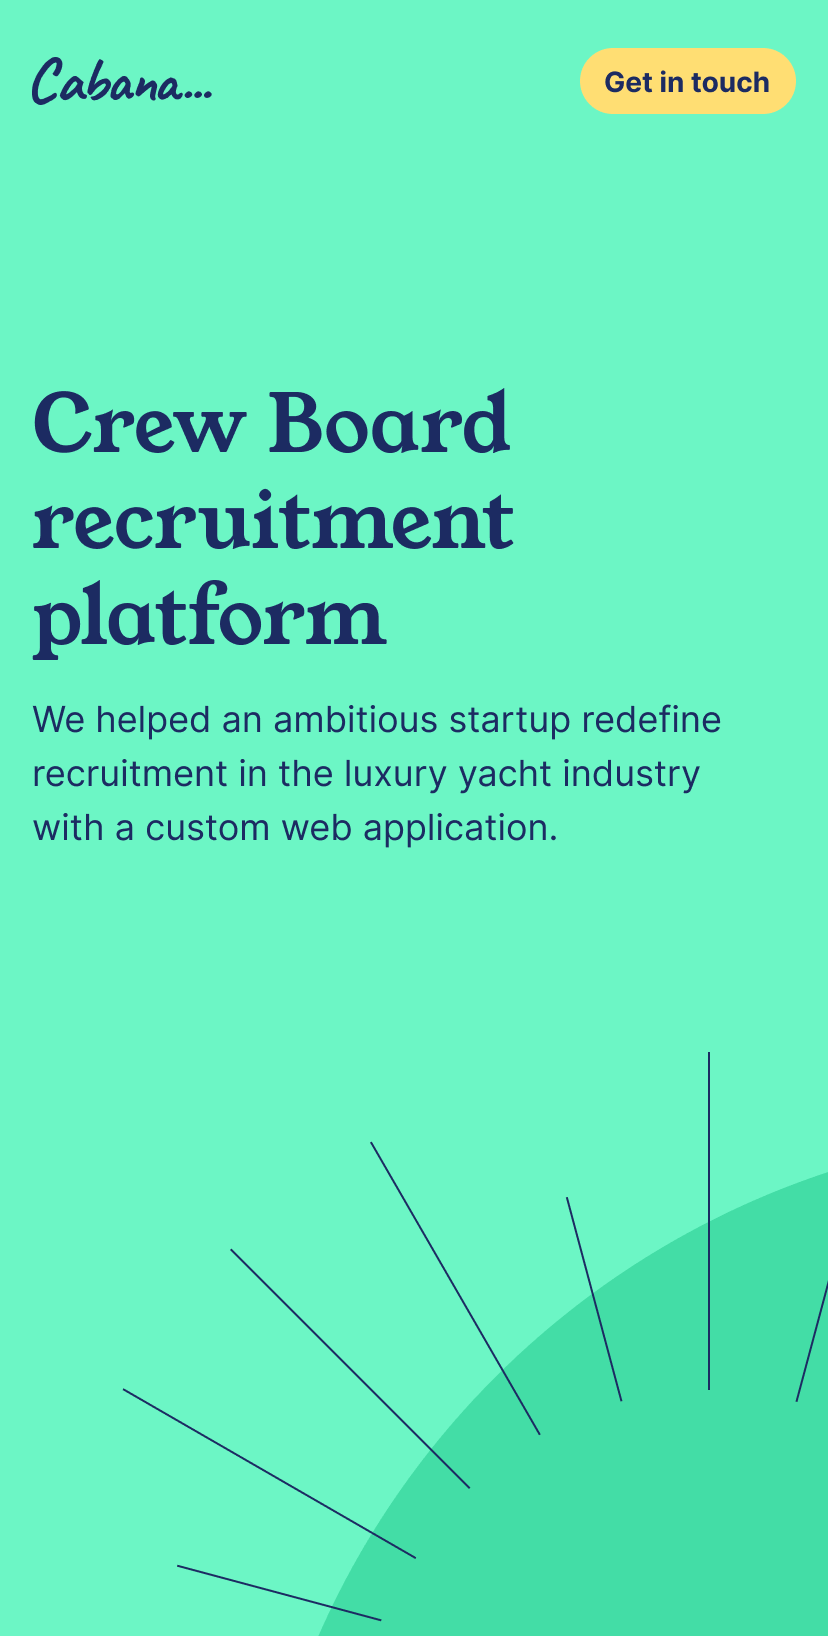 Cabana...
Get in touch
Crew Board
recruitment
platform
We helped an ambitious startup redefine
recruitment in the luxury yacht industry
with a custom web application.